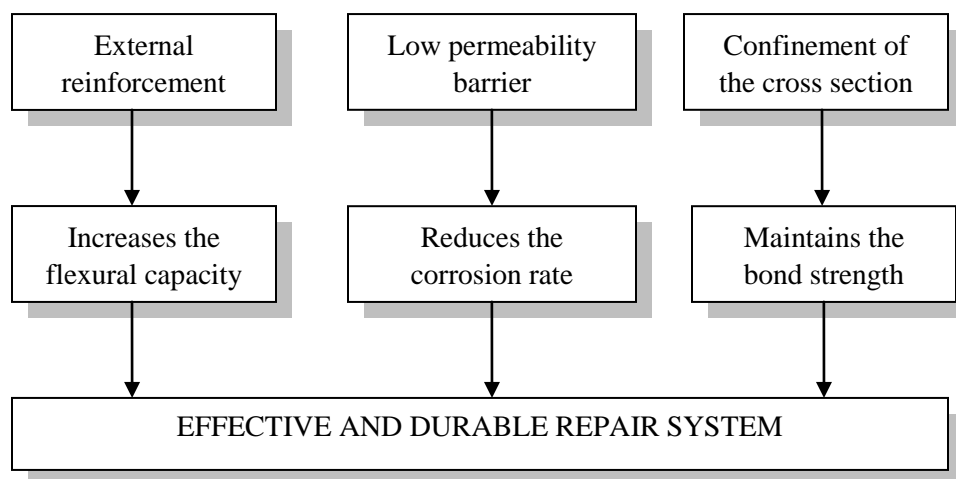 External
reinforcement
Low permeability
barrier
Confinement of
the cross section
Increases the
flexural capacity
Reduces the
corrosion rate
Maintains the
bond strength
EFFECTIVE AND DURABLE REPAIR SYSTEM